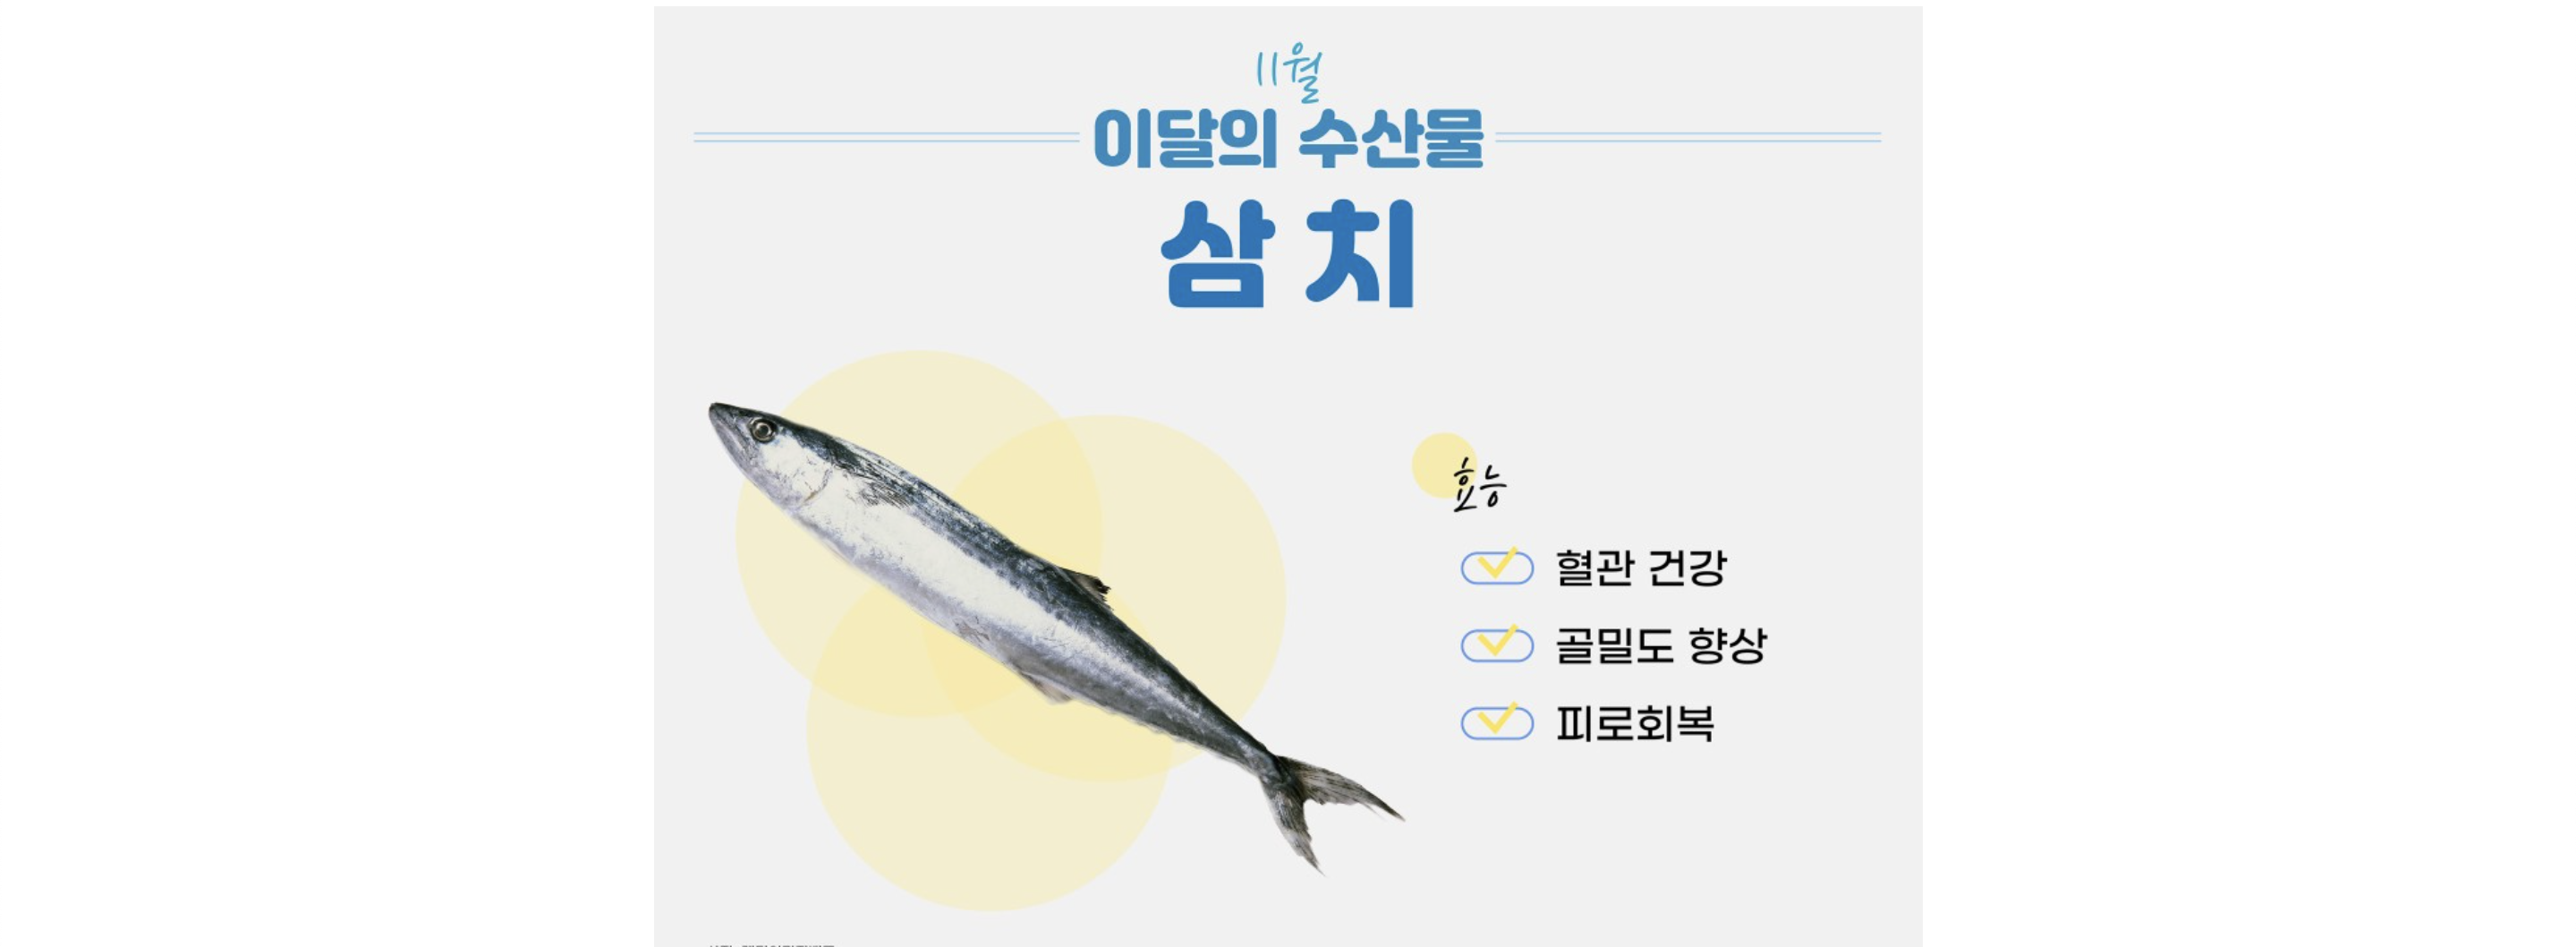 11월
이달의 수산물
삼치
효능
혈관 건강
골밀도 향상
피로회복